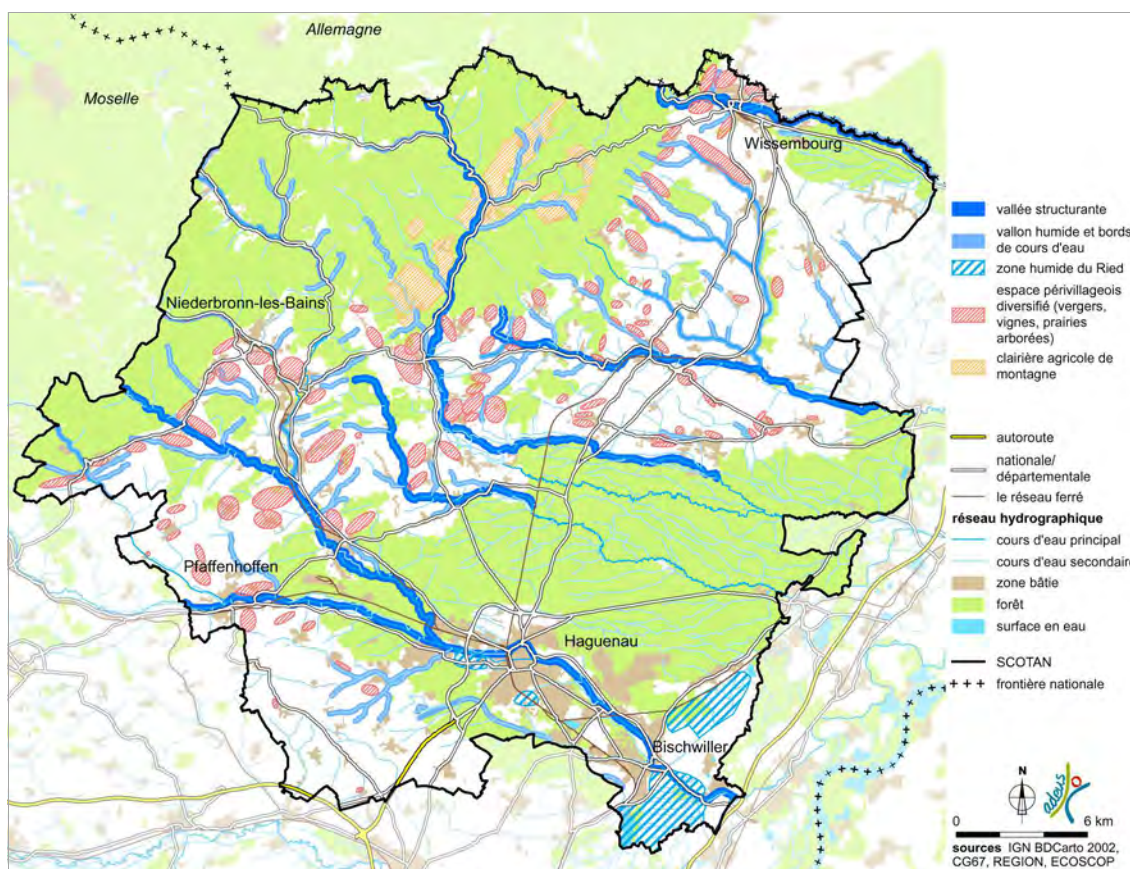 Allemagne
Moselle
Wissembourg
Niederbronn-les-Bains
Pfaffenhoffen
Haguenau
Bischwiller
vallée structurante
vallon humide et bords
de cours d'eau
zone humide du Ried
espace périvillageois
diversifié (vergers,
vignes, prairies
arborées)
clairière agricole de
montagne
autoroute
nationale/
départementale
le réseau ferré
réseau hydrographique
cours d'eau principal
cours d'eau secondaire
zone bâtie
forêt
surface en eau
SCOTAN
frontière nationale
N
adeus
0 6 km
sources IGN BDCarto 2002,
CG67, REGION, ECOSCOP